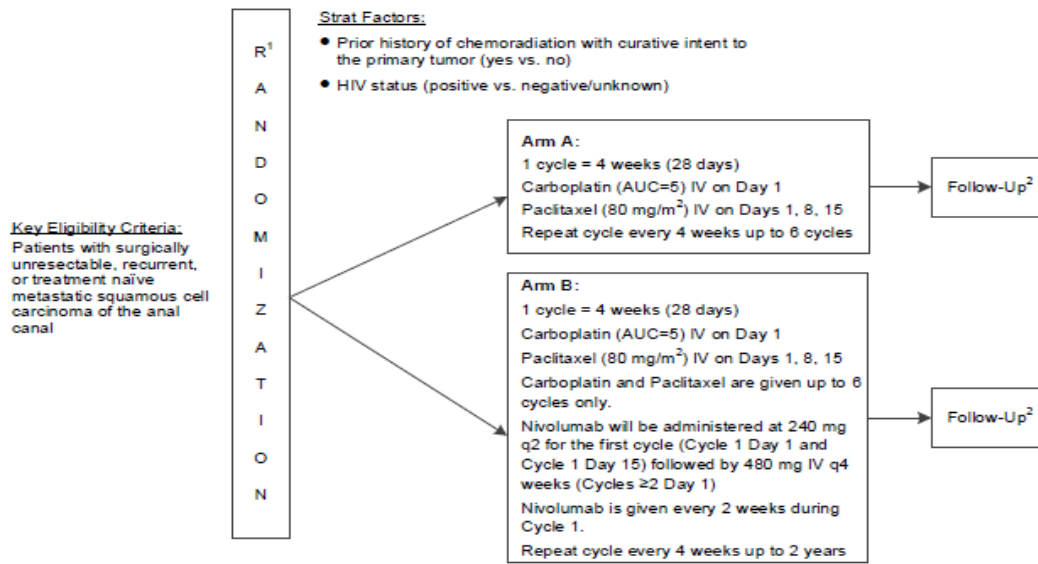 Strat Factors:
● Prior history of chemoradiation with curative intent to
the primary tumor (yes vs. no)
● HIV status (positive vs. negative/unknown)
Key Eligibility Criteria:
Patients with surgically
unresectable, recurrent,
or treatment naïve
metastatic squamous cell
carcinoma of the anal
canal
R¹
A
N
D
O
M
I
Z
A
T
I
O
N
Arm A:
1 cycle = 4 weeks (28 days)
Carboplatin (AUC=5) IV on Day 1
Paclitaxel (80 mg/m²) IV on Days 1, 8, 15
Repeat cycle every 4 weeks up to 6 cycles
Follow-Up²
Arm B:
1 cycle = 4 weeks (28 days)
Carboplatin (AUC=5) IV on Day 1
Paclitaxel (80 mg/m²) IV on Days 1, 8, 15
Carboplatin and Paclitaxel are given up to 6
cycles only.
Nivolumab will be administered at 240 mg
q2 for the first cycle (Cycle 1 Day 1 and
Cycle 1 Day 15) followed by 480 mg IV q4
weeks (Cycles ≥2 Day 1)
Nivolumab is given every 2 weeks during
Cycle 1.
Repeat cycle every 4 weeks up to 2 years
Follow-Up²